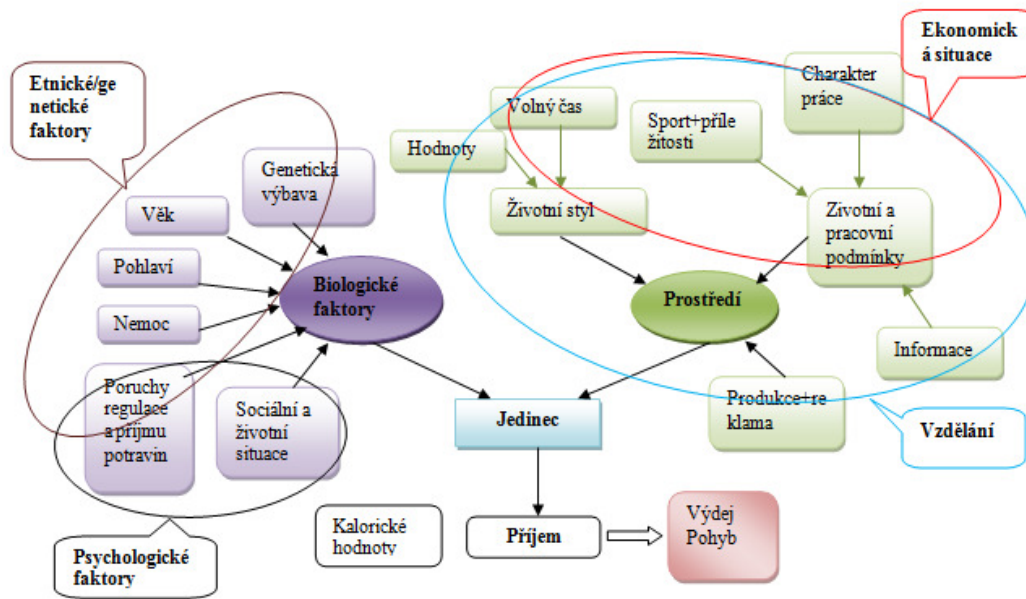 Ekonomick
á situace
Etnické/ge
netické
faktory
Charakter
práce
Volný čas
Sport+příle
žitosti
Hodnoty
Genetická
výbava
Věk
Životní styl
Zivotní a
pracovní
podmínky
Pohlaví
Biologické
faktory
Prostředí
Nemoc
Informace
Poruchy
regulace
a příjmu
potravin
Sociální a
životní
situace
Jedinec
Produkce+re
klama
Vzdělání
Kalorické
hodnoty
Příjem
Výdej
Pohyb
Psychologické
faktory